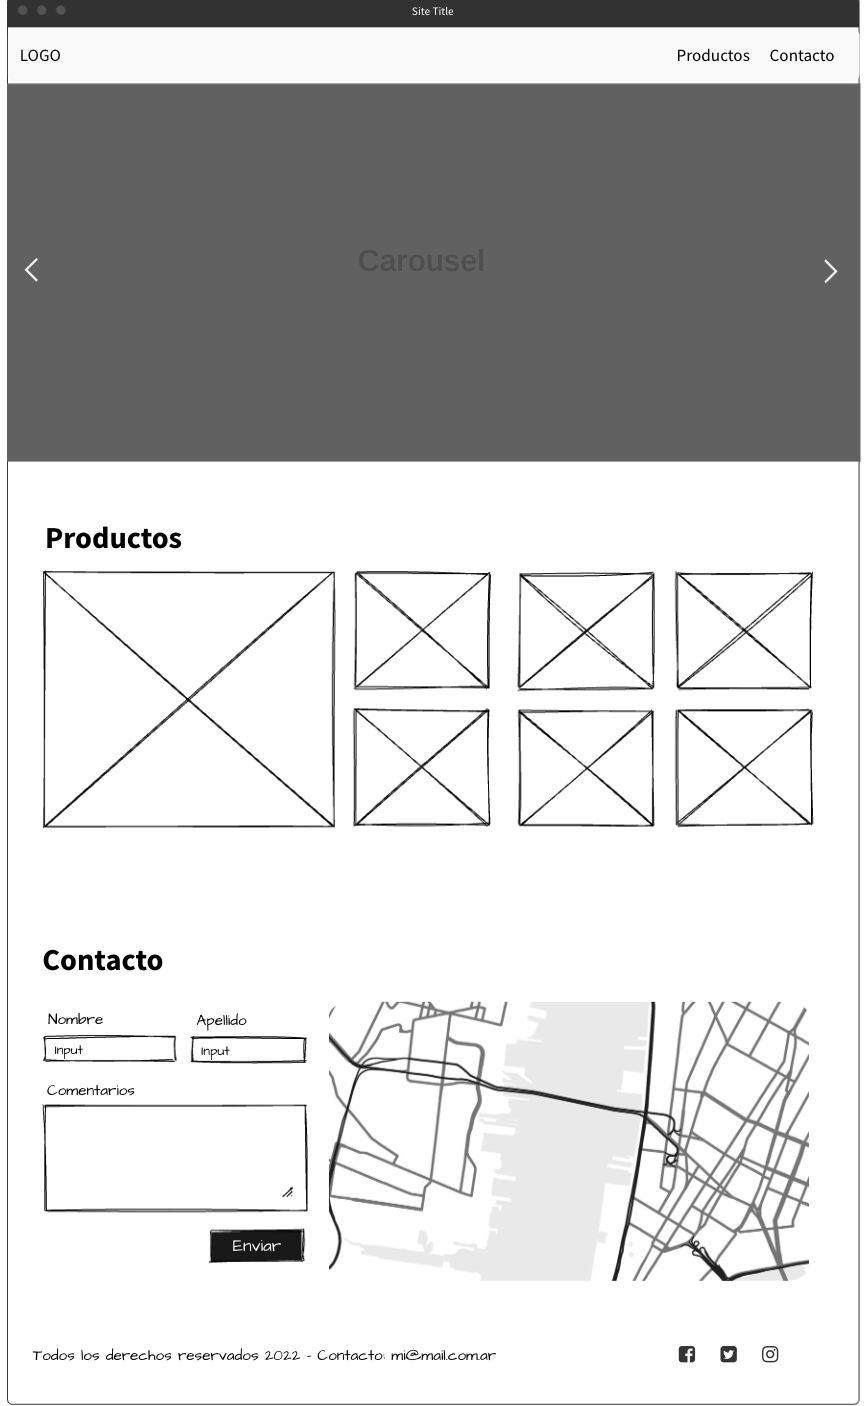 Site Title
LOGO Productos Contacto
Carousel
Productos
Contacto
Nombre Apellido
Input Input
Comentarios
Enviar
Todos los derechos reservados 2022 - Contacto: mi@mail.com.ar